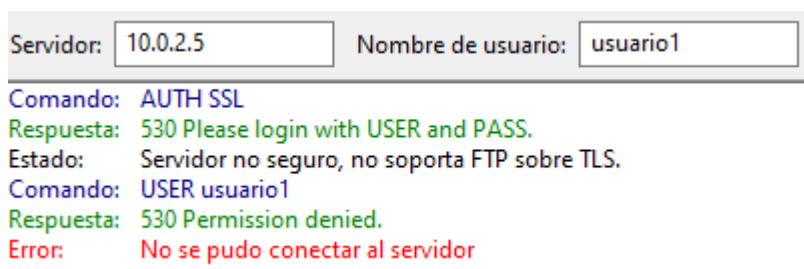 Servidor: 10.0.2.5 Nombre de usuario: usuario1
Comando: AUTH SSL
Respuesta: 530 Please login with USER and PASS.
Estado: Servidor no seguro, no soporta FTP sobre TLS.
Comando: USER usuario1
Respuesta: 530 Permission denied.
Error: No se pudo conectar al servidor